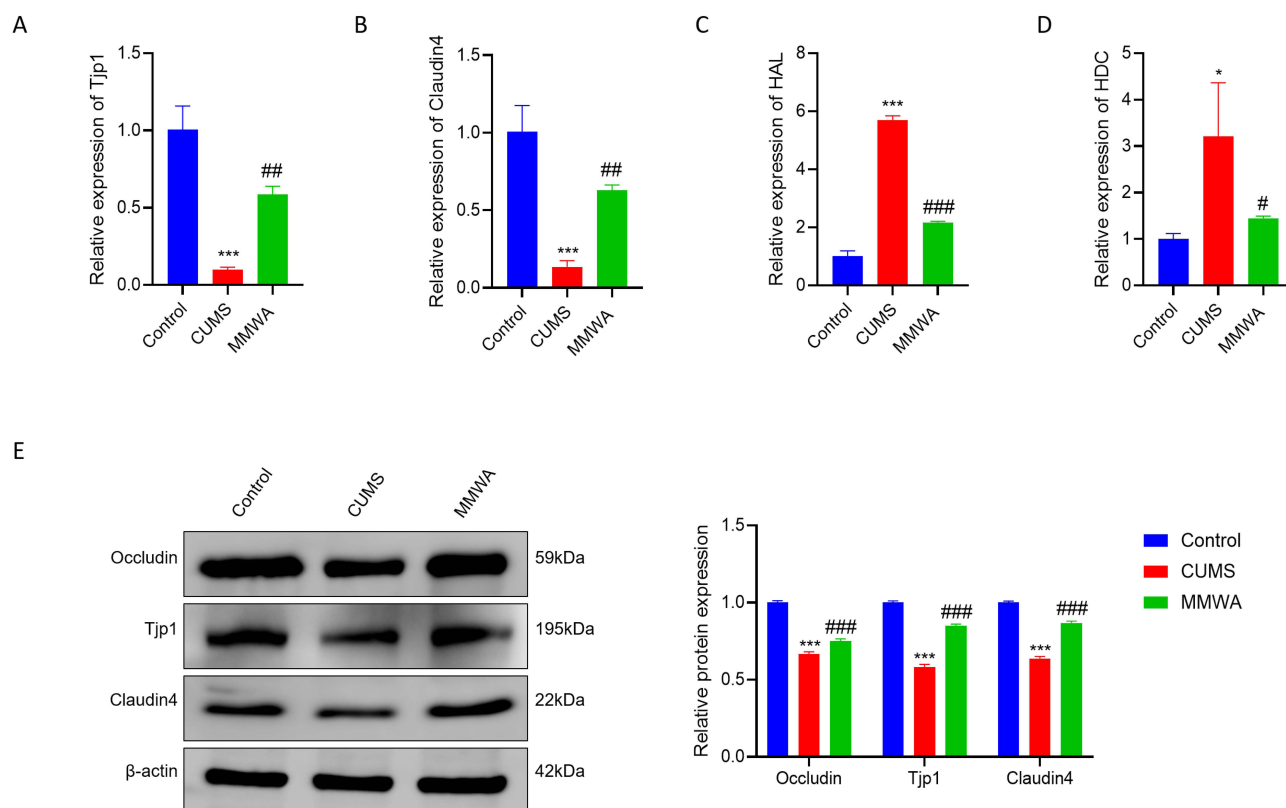 A
Relative expression of Tjp1
1.5
1.0
0.5
0.0
***
##
Control
CUMS
MMWA
B
Relative expression of Claudin4
1.5
1.0
0.5
0.0
***
##
Control
CUMS
MMWA
C
Relative expression of HAL
8
6
4
2
0
***
###
Control
CUMS
MMWA
D
Relative expression of HDC
5
4
3
2
1
0
*
#
Control
CUMS
MMWA
E
Control
CUMS
MMWA
Occludin
59kDa
Tjp1
195kDa
Claudin4
22kDa
β-actin
42kDa
Relative protein expression
1.5
1.0
0.5
0.0
***
###
***
###
***
###
Occludin
Tjp1
Claudin4
Control
CUMS
MMWA